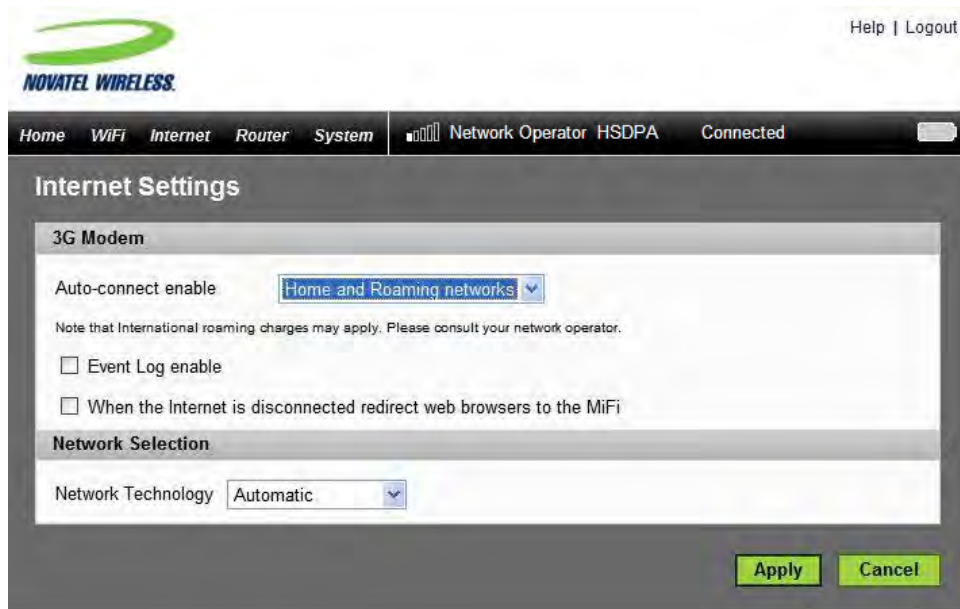 Help | Logout
NOVATEL WIRELESS.
Home WiFi Internet Router System Network Operator HSDPA Connected
Internet Settings
3G Modem
Auto-connect enable Home and Roaming networks
Note that International roaming charges may apply. Please consult your network operator.
Event Log enable
When the Internet is disconnected redirect web browsers to the MiFi
Network Selection
Network Technology Automatic
Apply Cancel